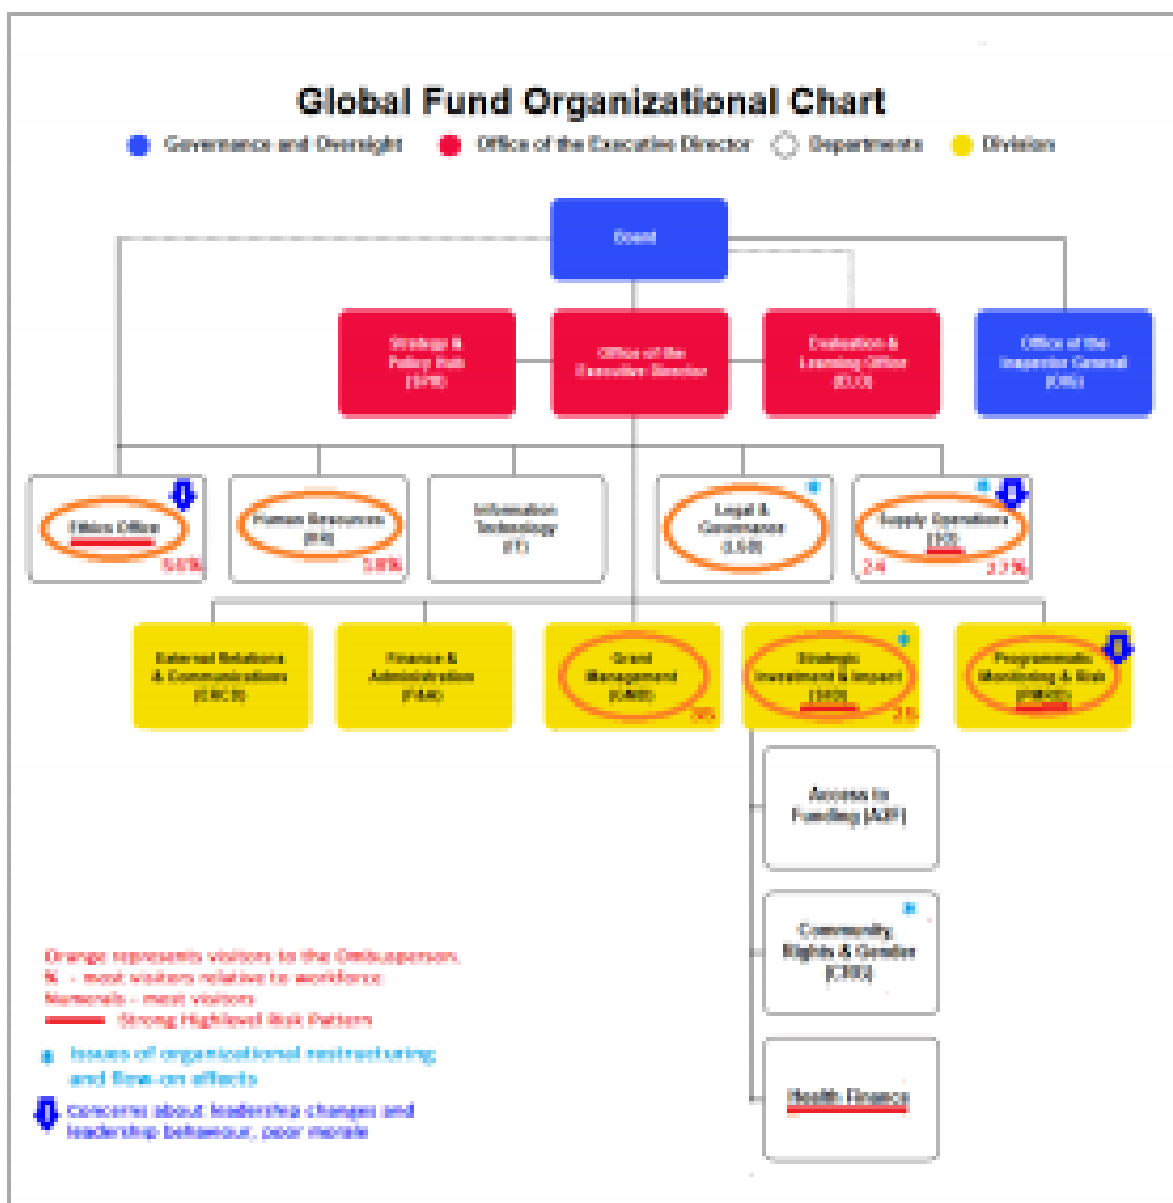 Global Fund Organizational Chart
Governance and Oversight
Office of the Executive Director
Departments
Division
Board
Strategy &
Policy Hub
(SPH)
Office of the
Executive Director
Evaluation &
Learning Office
(ELO)
Office of the
Inspector General
(OIG)
Ethics Office
Human Resources
(HR)
Information
Technology
(IT)
Legal &
Governance
(LGD)
Supply Operations
(SO)
24
External Relations
& Communications
(ERCD)
Finance &
Administration
(F&A)
Grant
Management
(GMD)
Strategic
Investment & Impact
(SIID)
Programmatic
Monitoring & Risk
Access to
Funding (A2F)
Community,
Rights & Gender
(CRG)
Health Finance
Orange represents visitors to the Ombusperson.
% - most visitors relative to workforce
Numerals - most visitors
Strong Highlevel Risk Pattern
Issues of organizational restructuring
and flow-on effects
Concerns about leadership changes and
leadership behaviour, poor morale